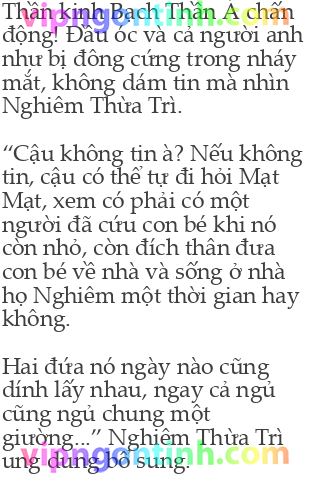 Thần kinh Bạch Thần A chấn
động! Đầu óc và cả người anh
như bị đông cứng trong nháy
mắt, không dám tin mà nhìn
Nghiêm Thừa Trì.
“Cậu không tin à? Nếu không
tin, cậu có thể tự đi hỏi Mạt
Mạt, xem có phải có một
người đã cứu con bé khi nó
còn nhỏ, còn đích thân đưa
con bé về nhà và sống ở nhà
họ Nghiêm một thời gian hay
không.
Hai đứa nó ngày nào cũng
dính lấy nhau, ngay cả ngủ
cũng ngủ chung một
giường...” Nghiêm Thừa Trì
ung dung bổ sung.
vipngontinh.com
vipngontinh.com